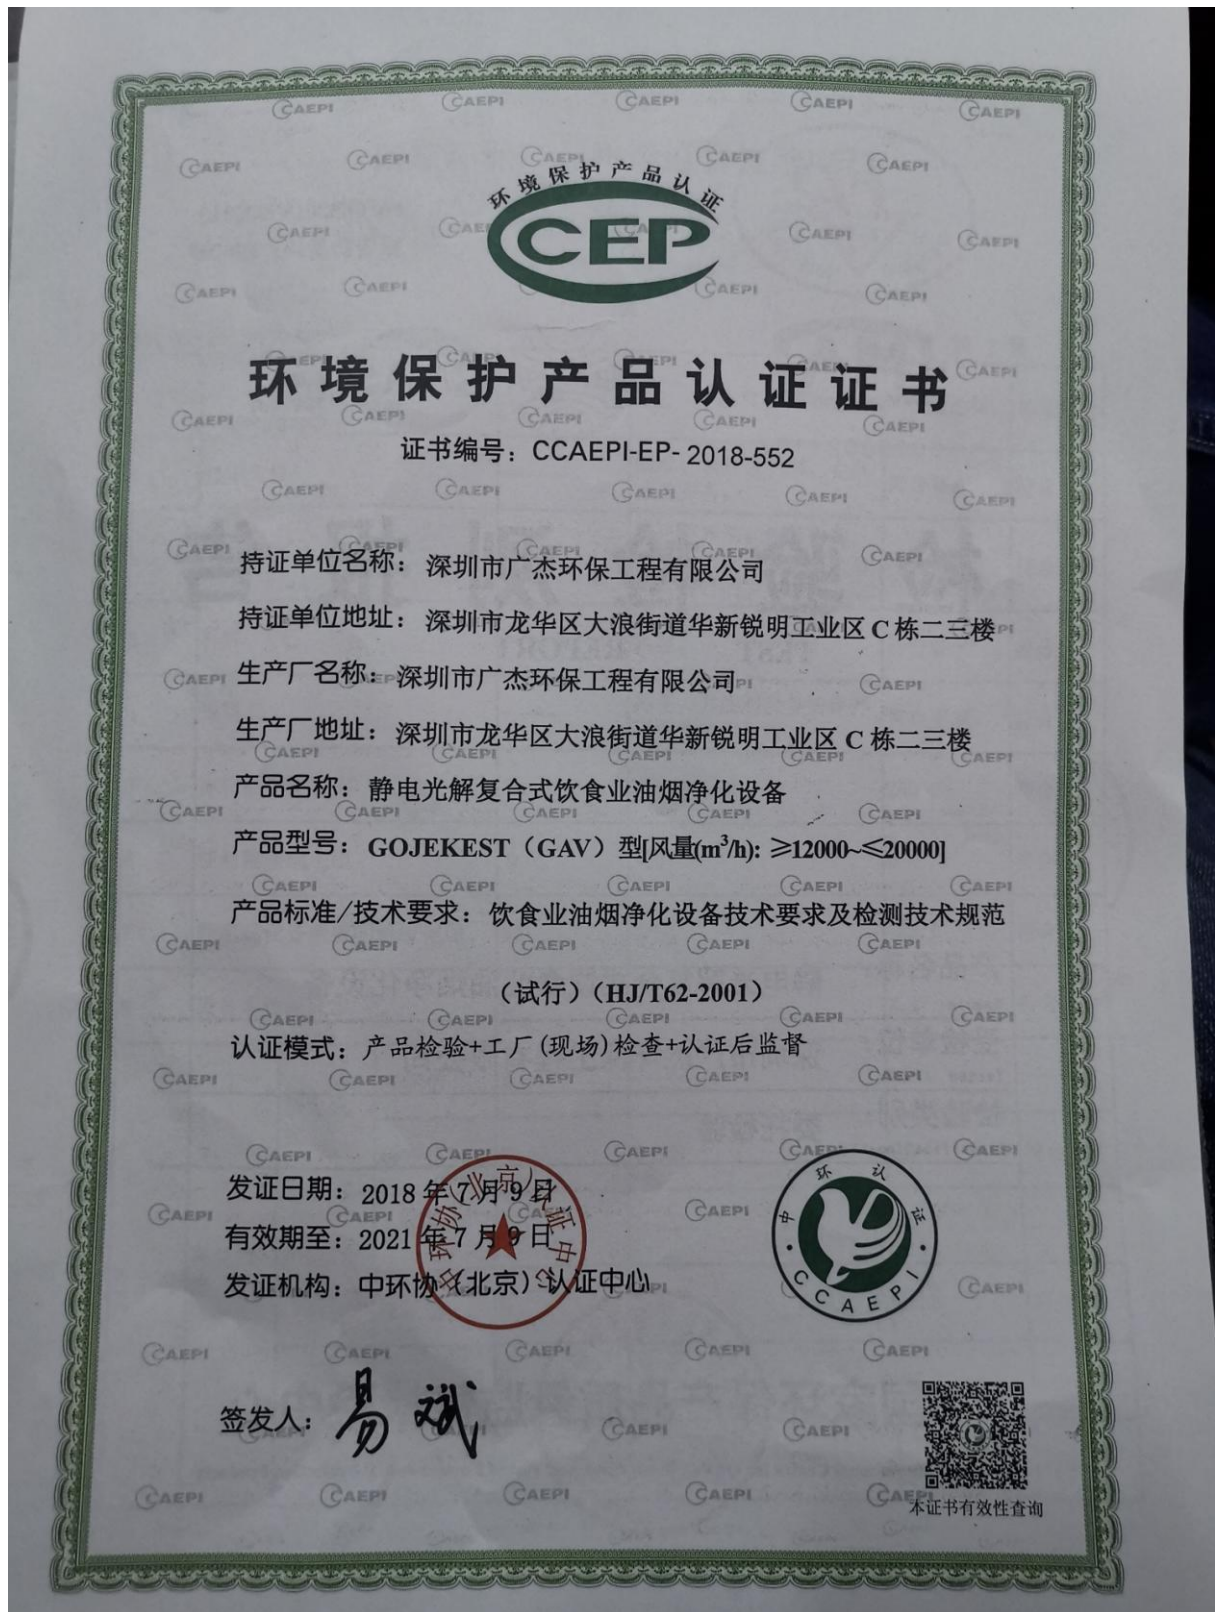 环境保护产品认证
CEP
环境保护产品认证证书
证书编号：CCAEPI-EP- 2018-552
持证单位名称：深圳市广杰环保工程有限公司
持证单位地址：深圳市龙华区大浪街道华新锐明工业区 C 栋二三楼
生产厂名称：深圳市广杰环保工程有限公司
生产厂地址：深圳市龙华区大浪街道华新锐明工业区 C 栋二三楼
产品名称：静电光解复合式饮食业油烟净化设备
产品型号：GOJEKEST（GAV）型[风量(m³/h): ≥12000~≤20000]
产品标准/技术要求：饮食业油烟净化设备技术要求及检测技术规范
（试行）（HJ/T62-2001）
认证模式：产品检验+工厂(现场)检查+认证后监督
发证日期：2018 年 7 月 9 日
有效期至：2021 年 7 月 9 日
发证机构：中环协（北京）认证中心
中环协(北京)认证中心
中环认证
CCAEPI
签发人：易斌
本证书有效性查询